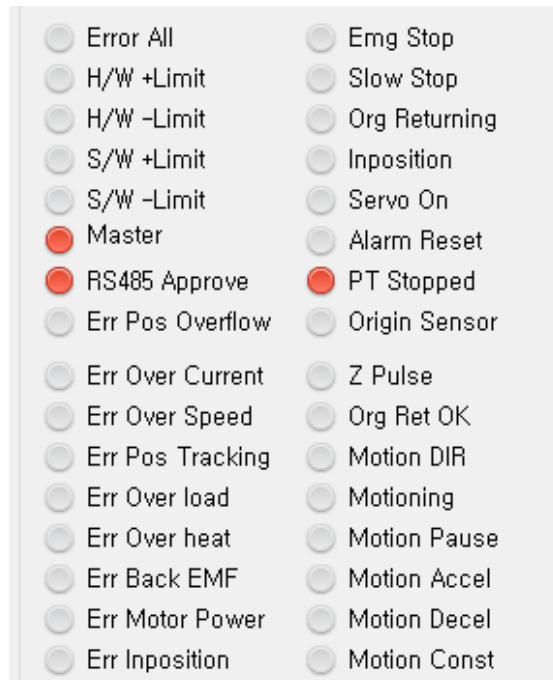 Error All
H/W +Limit
H/W -Limit
S/W +Limit
S/W -Limit
Master
RS485 Approve
Err Pos Overflow
Err Over Current
Err Over Speed
Err Pos Tracking
Err Over load
Err Over heat
Err Back EMF
Err Motor Power
Err Inposition
Emg Stop
Slow Stop
Org Returning
Inposition
Servo On
Alarm Reset
PT Stopped
Origin Sensor
Z Pulse
Org Ret OK
Motion DIR
Motioning
Motion Pause
Motion Accel
Motion Decel
Motion Const